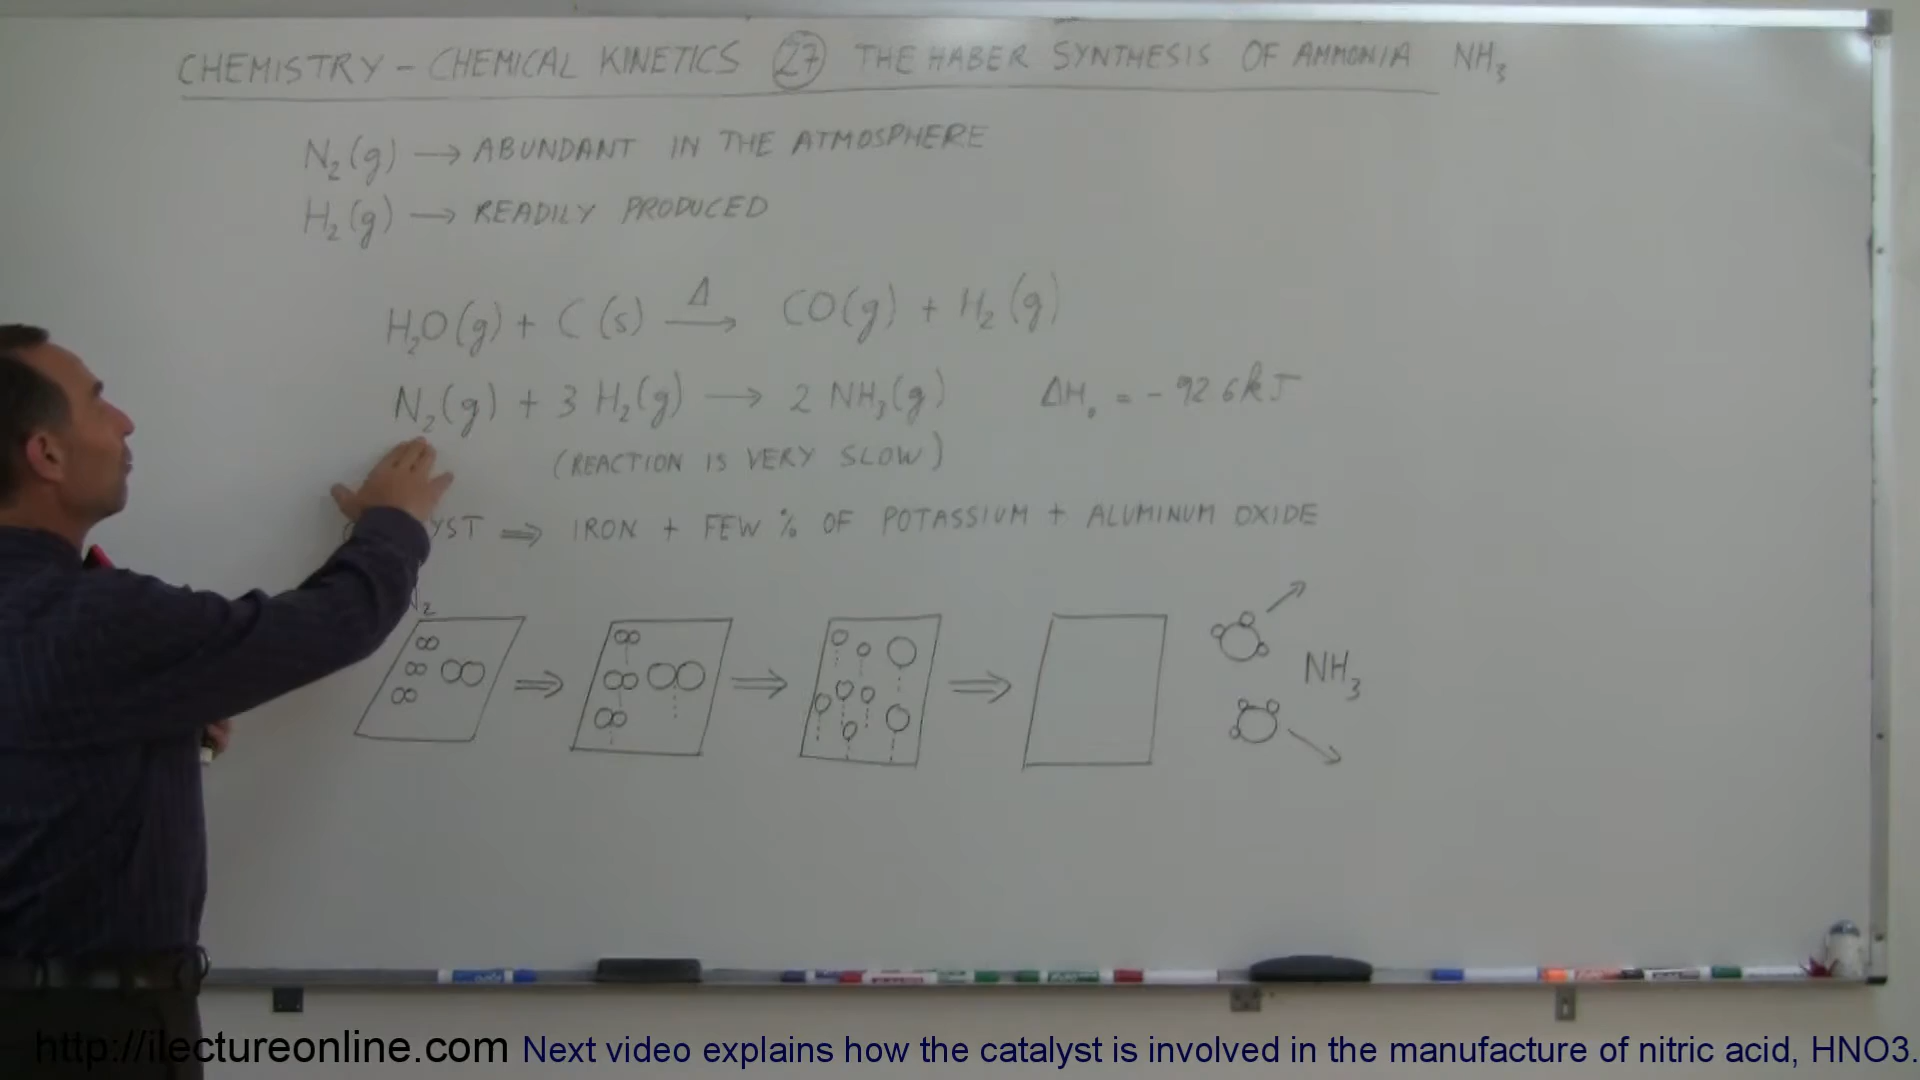 CHEMISTRY - CHEMICAL KINETICS 27 THE HABER SYNTHESIS OF AMMONIA NH₃
N₂(g) → ABUNDANT IN THE ATMOSPHERE
H₂(g) → READILY PRODUCED
H₂O(g) + C(s) →Δ CO(g) + H₂(g)
N₂(g) + 3 H₂(g) → 2 NH₃(g) ΔH₀ = - 92.6 kJ
(REACTION IS VERY SLOW)
⇒ IRON + FEW % OF POTASSIUM + ALUMINUM OXIDE
NH₃
http://ilectureonline.com Next video explains how the catalyst is involved in the manufacture of nitric acid, HNO3.